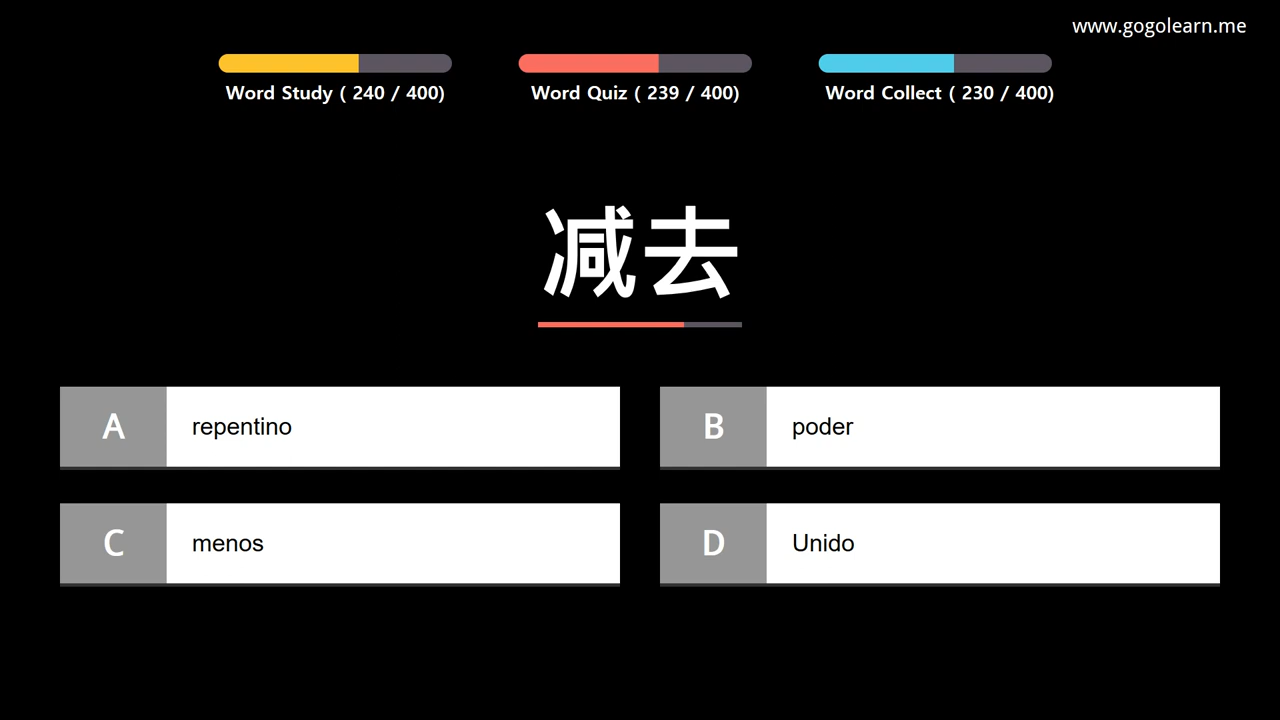 www.gogolearn.me
Word Study ( 240 / 400)
Word Quiz ( 239 / 400)
Word Collect ( 230 / 400)
减去
A repentino
B poder
C menos
D Unido